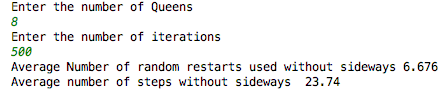 Enter the number of Queens
8
Enter the number of iterations
500
Average Number of random restarts used without sideways 6.676
Average number of steps without sideways  23.74